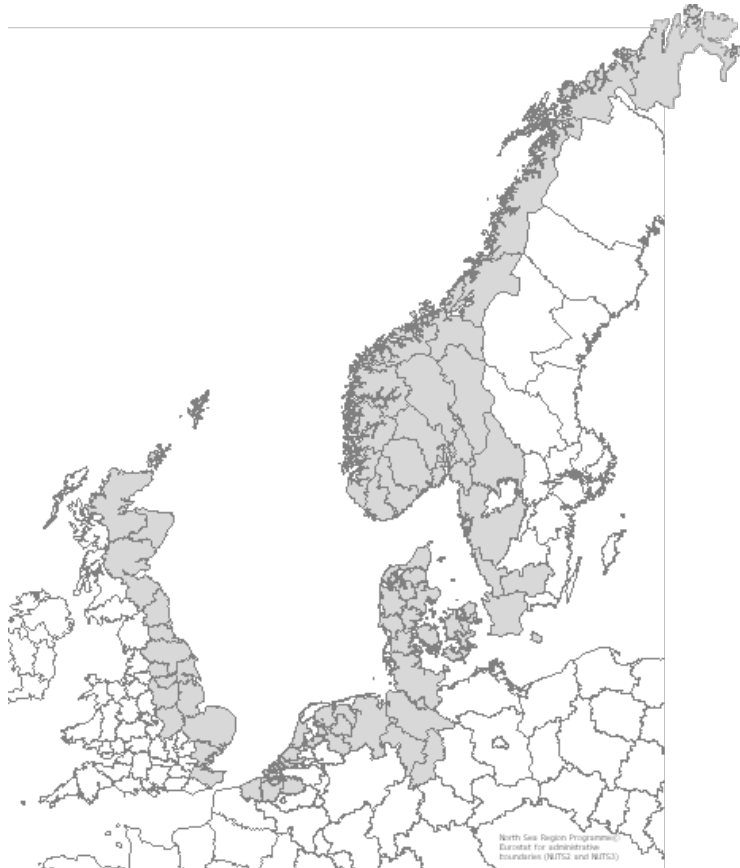 North Sea Region Programme©
Eurostat for administrative
boundaries (NUTS2 and NUTS3)